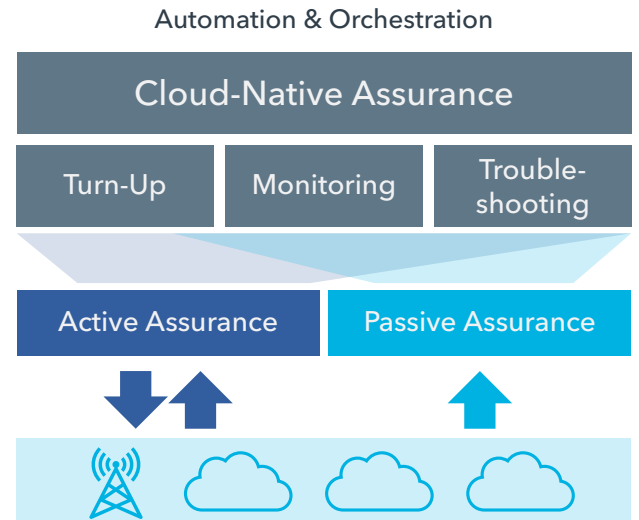 Automation & Orchestration
Cloud-Native Assurance
Turn-Up
Monitoring
Trouble-
shooting
Active Assurance
Passive Assurance